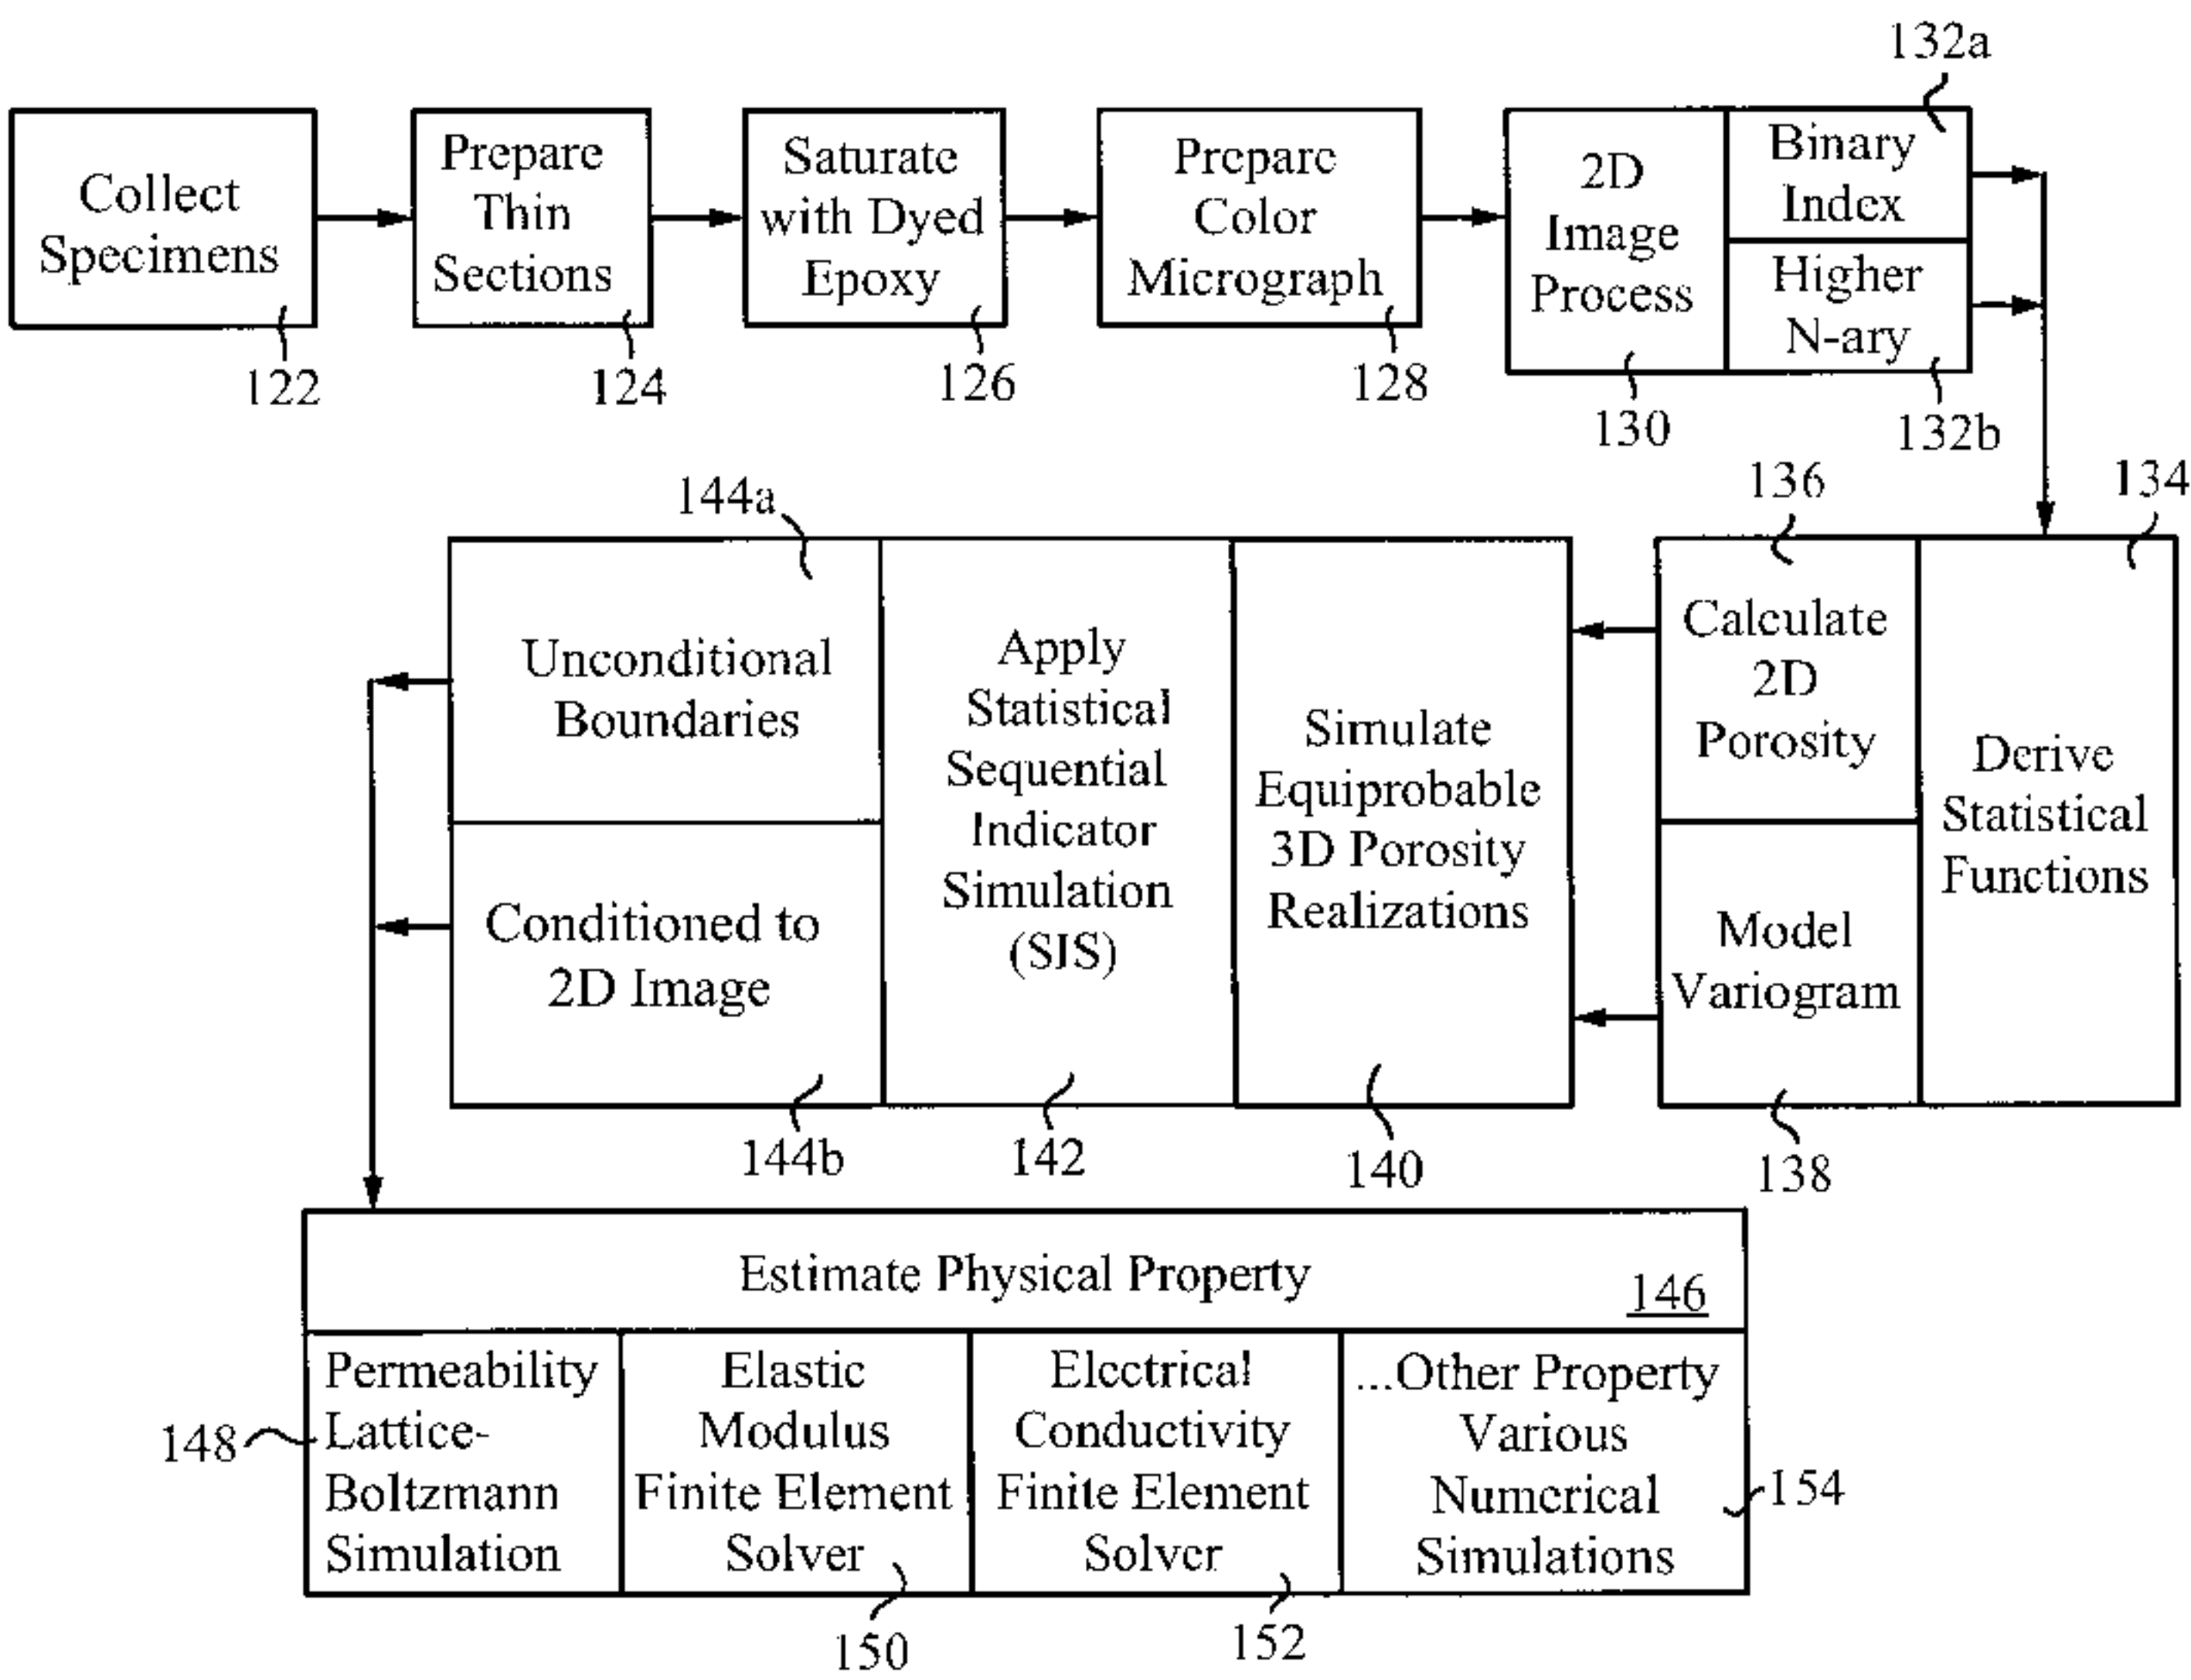 132a
Collect
Specimens
122
Prepare
Thin
Sections
124
Saturate
with Dyed
Epoxy
126
Prepare
Color
Micrograph
128
2D
Image
Process
130
Binary
Index
Higher
N-ary
132b
134
136
Calculate
2D
Porosity
Derive
Statistical
Functions
Model
Variogram
138
Simulate
Equiprobable
3D Porosity
Realizations
140
Apply
Statistical
Sequential
Indicator
Simulation
(SIS)
142
144a
Unconditional
Boundaries
Conditioned to
2D Image
144b
Estimate Physical Property
146
Permeability
Lattice-
Boltzmann
Simulation
148
Elastic
Modulus
Finite Element
Solver
150
Electrical
Conductivity
Finite Element
Solver
152
...Other Property
Various
Numerical
Simulations
154